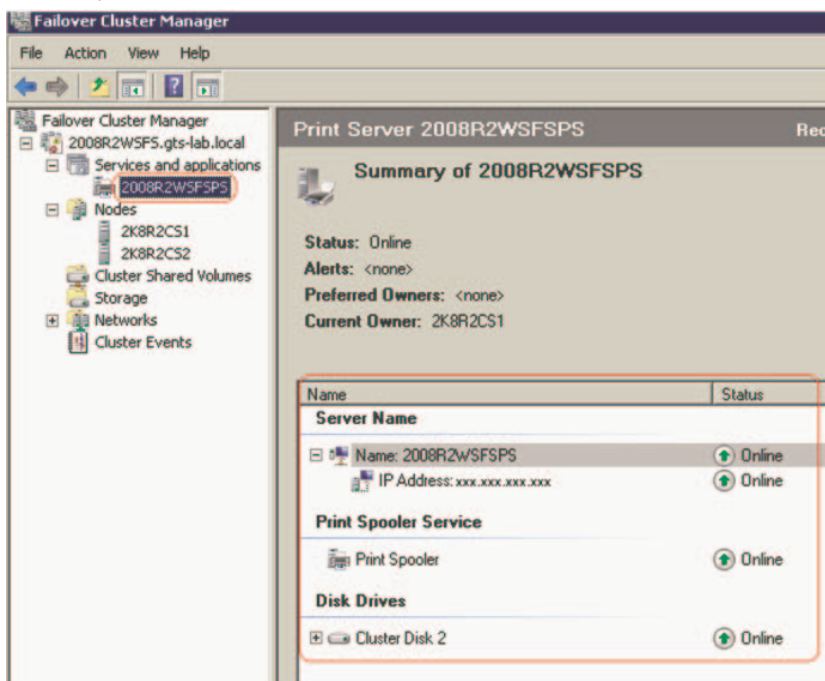 Failover Cluster Manager
File Action View Help
Failover Cluster Manager
2008R2WSFS.gts-lab.local
Services and applications
2008R2WSFSPS
Nodes
2K8R2CS1
2K8R2CS2
Cluster Shared Volumes
Storage
Networks
Cluster Events
Print Server 2008R2WSFSPS Rec
Summary of 2008R2WSFSPS
Status: Online
Alerts: <none>
Preferred Owners: <none>
Current Owner: 2K8R2CS1
Name Status
Server Name
Name: 2008R2WSFSPS Online
IP Address: xxx.xxx.xxx.xxx Online
Print Spooler Service
Print Spooler Online
Disk Drives
Cluster Disk 2 Online